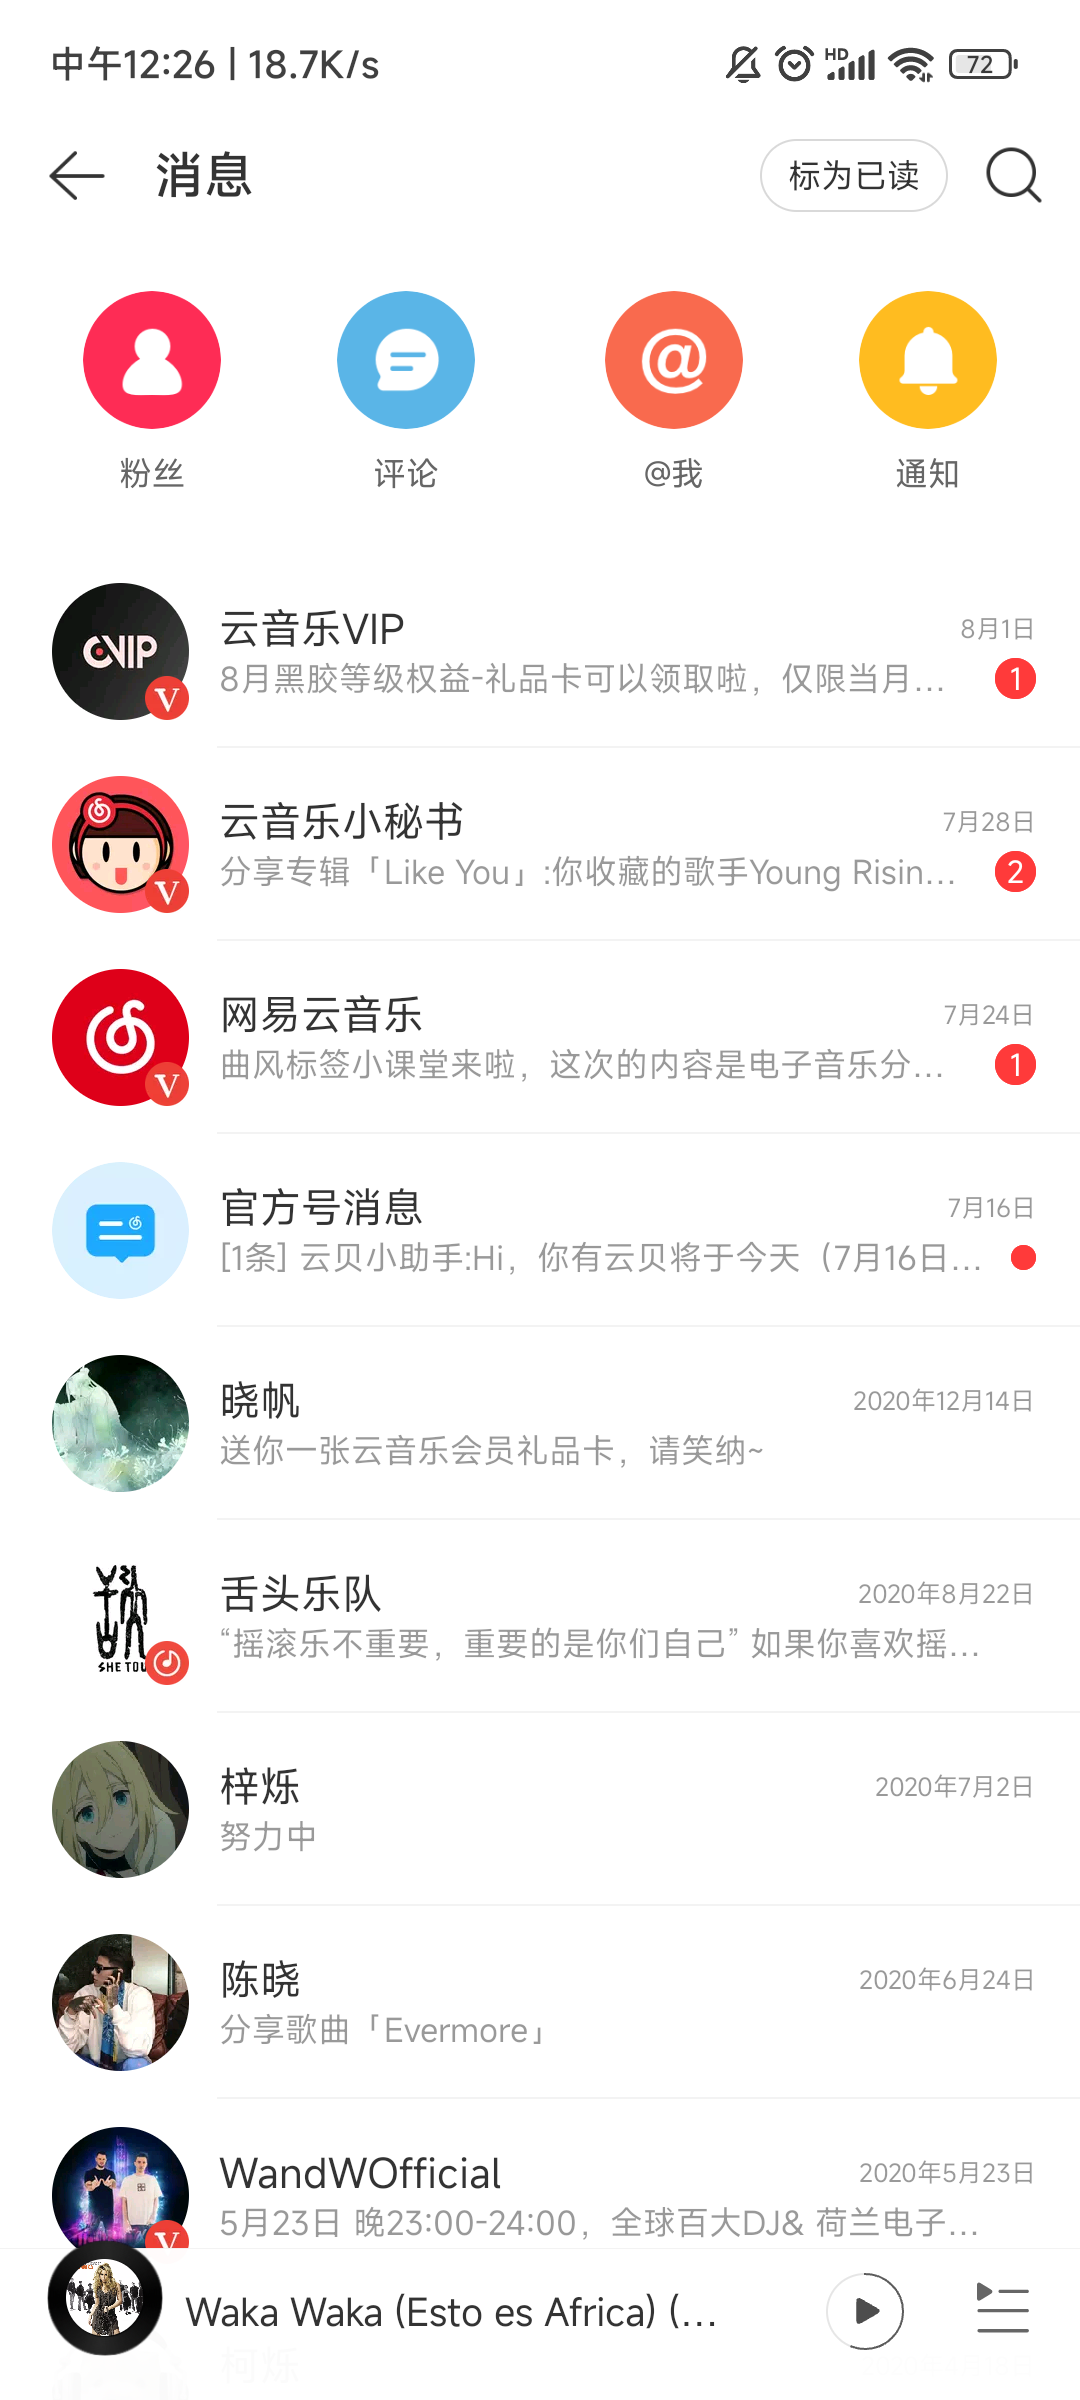 中午12:26 | 18.7K/s
HD
72
消息
标为已读
粉丝
评论
@我
通知
云音乐VIP
8月1日
8月黑胶等级权益-礼品卡可以领取啦，仅限当月...
1
云音乐小秘书
7月28日
分享专辑「Like You」:你收藏的歌手Young Risin...
2
网易云音乐
7月24日
曲风标签小课堂来啦，这次的内容是电子音乐分...
1
官方号消息
7月16日
[1条] 云贝小助手:Hi，你有云贝将于今天（7月16日...
晓帆
2020年12月14日
送你一张云音乐会员礼品卡，请笑纳~
舌头乐队
2020年8月22日
“摇滚乐不重要，重要的是你们自己” 如果你喜欢摇...
梓烁
2020年7月2日
努力中
陈晓
2020年6月24日
分享歌曲「Evermore」
WandWOfficial
2020年5月23日
5月23日 晚23:00-24:00，全球百大DJ& 荷兰电子...
Waka Waka (Esto es Africa) (...
柯烁